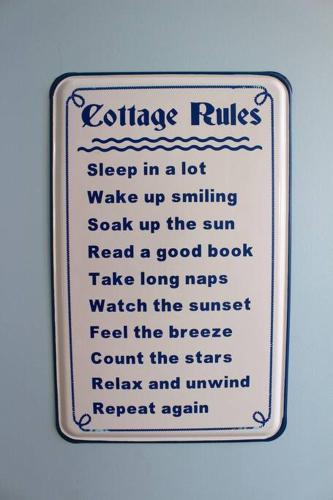 Cottage Rules
Sleep in a lot
Wake up smiling
Soak up the sun
Read a good book
Take long naps
Watch the sunset
Feel the breeze
Count the stars
Relax and unwind
Repeat again